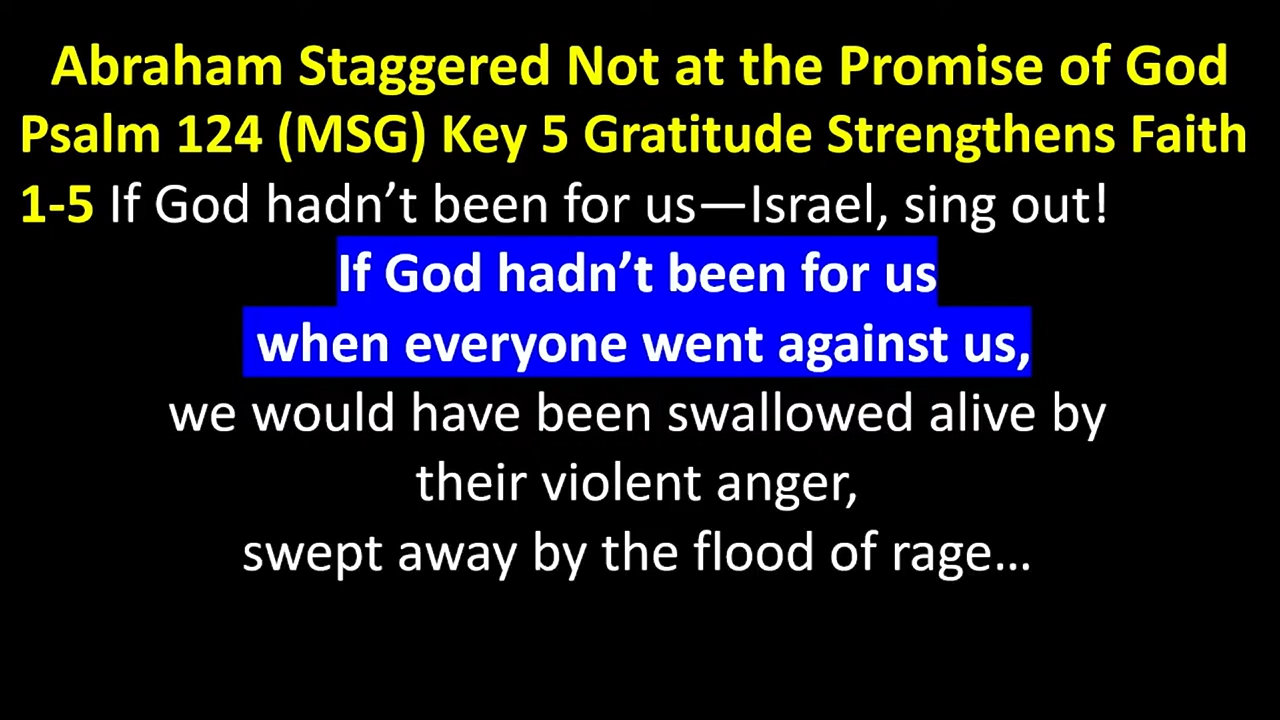 Abraham Staggered Not at the Promise of God
Psalm 124 (MSG) Key 5 Gratitude Strengthens Faith
1-5 If God hadn’t been for us—Israel, sing out!
If God hadn’t been for us
when everyone went against us,
we would have been swallowed alive by
their violent anger,
swept away by the flood of rage…